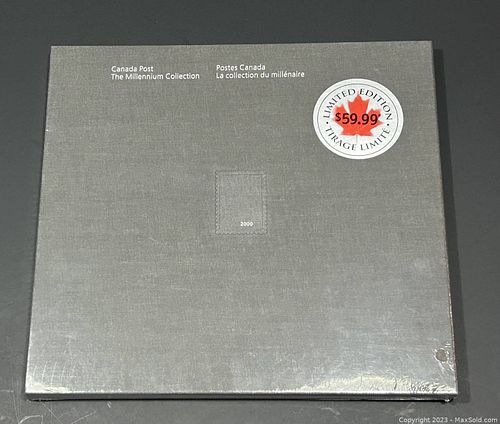 Canada Post
The Millennium Collection
Postes Canada
La collection du millénaire
LIMITED EDITION
$59.99
TIRAGE LIMITÉ
2000
Copyright 2023 - MaxSold.com